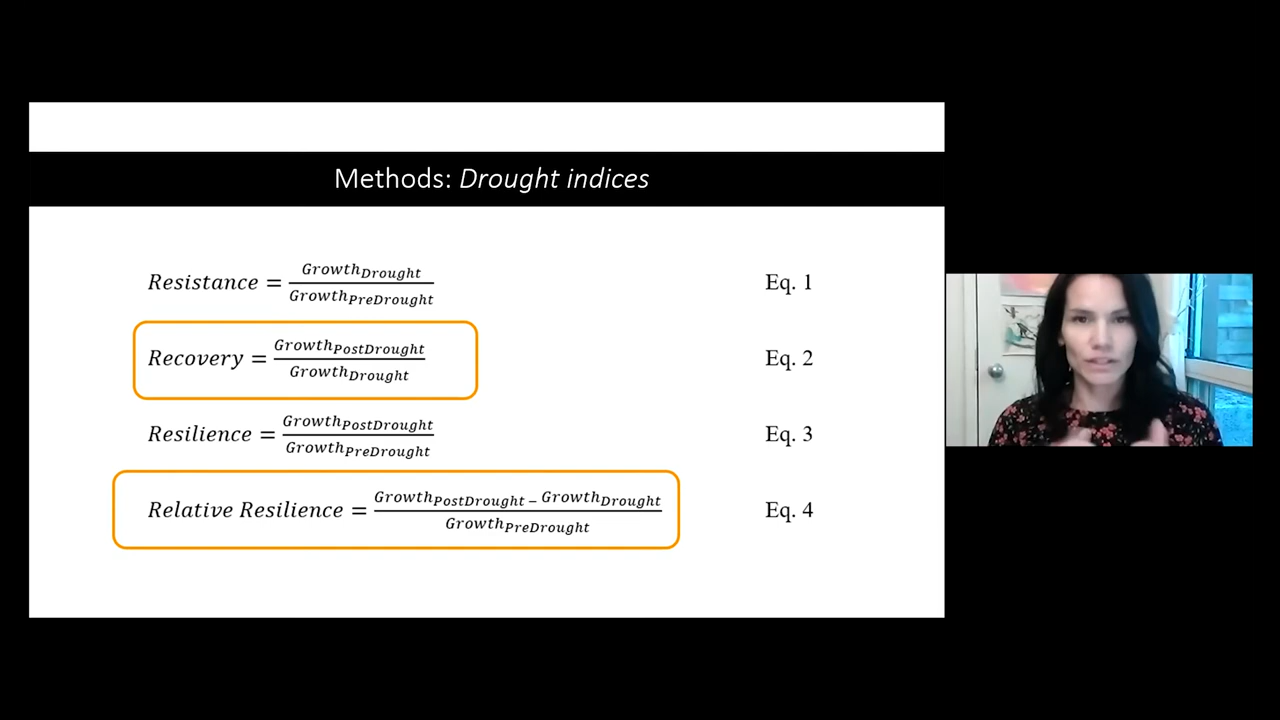 Methods: Drought indices
Resistance = Growth_Drought / Growth_PreDrought Eq. 1
Recovery = Growth_PostDrought / Growth_Drought Eq. 2
Resilience = Growth_PostDrought / Growth_PreDrought Eq. 3
Relative Resilience = Growth_PostDrought − Growth_Drought / Growth_PreDrought Eq. 4